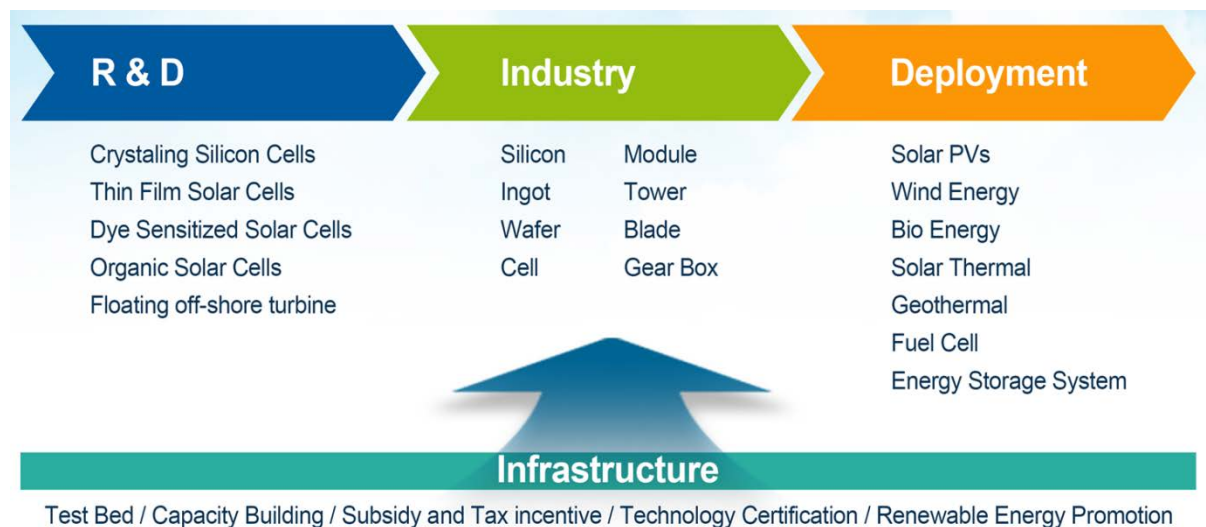 R & D
Industry
Deployment
Crystaling Silicon Cells
Thin Film Solar Cells
Dye Sensitized Solar Cells
Organic Solar Cells
Floating off-shore turbine
Silicon
Ingot
Wafer
Cell
Module
Tower
Blade
Gear Box
Solar PVs
Wind Energy
Bio Energy
Solar Thermal
Geothermal
Fuel Cell
Energy Storage System
Infrastructure
Test Bed / Capacity Building / Subsidy and Tax incentive / Technology Certification / Renewable Energy Promotion